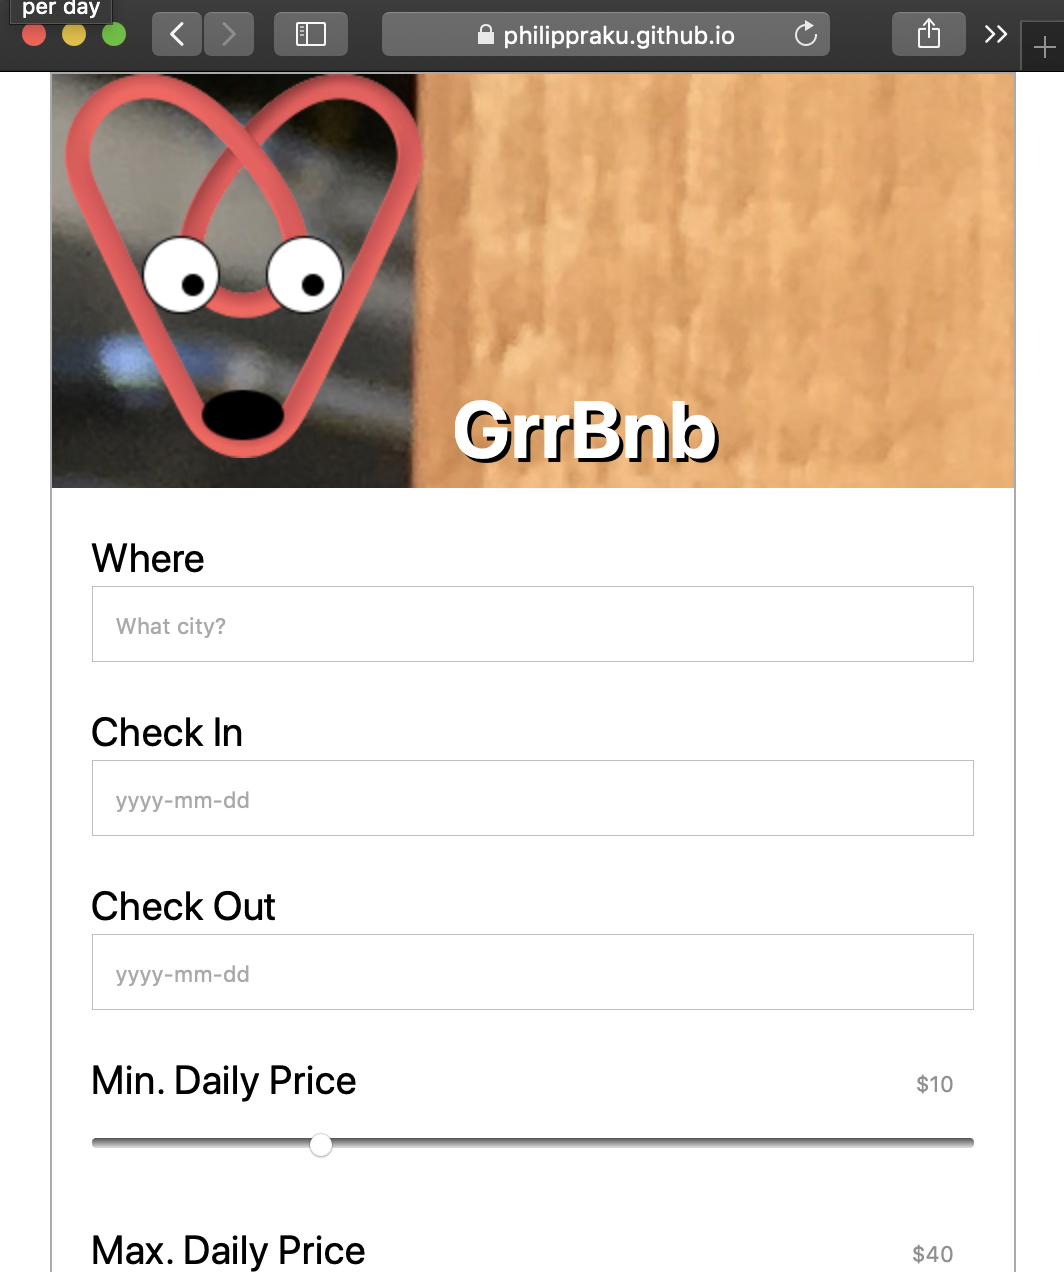 per day
philippraku.github.io
GrrBnb
Where
What city?
Check In
yyyy-mm-dd
Check Out
yyyy-mm-dd
Min. Daily Price $10
Max. Daily Price $40